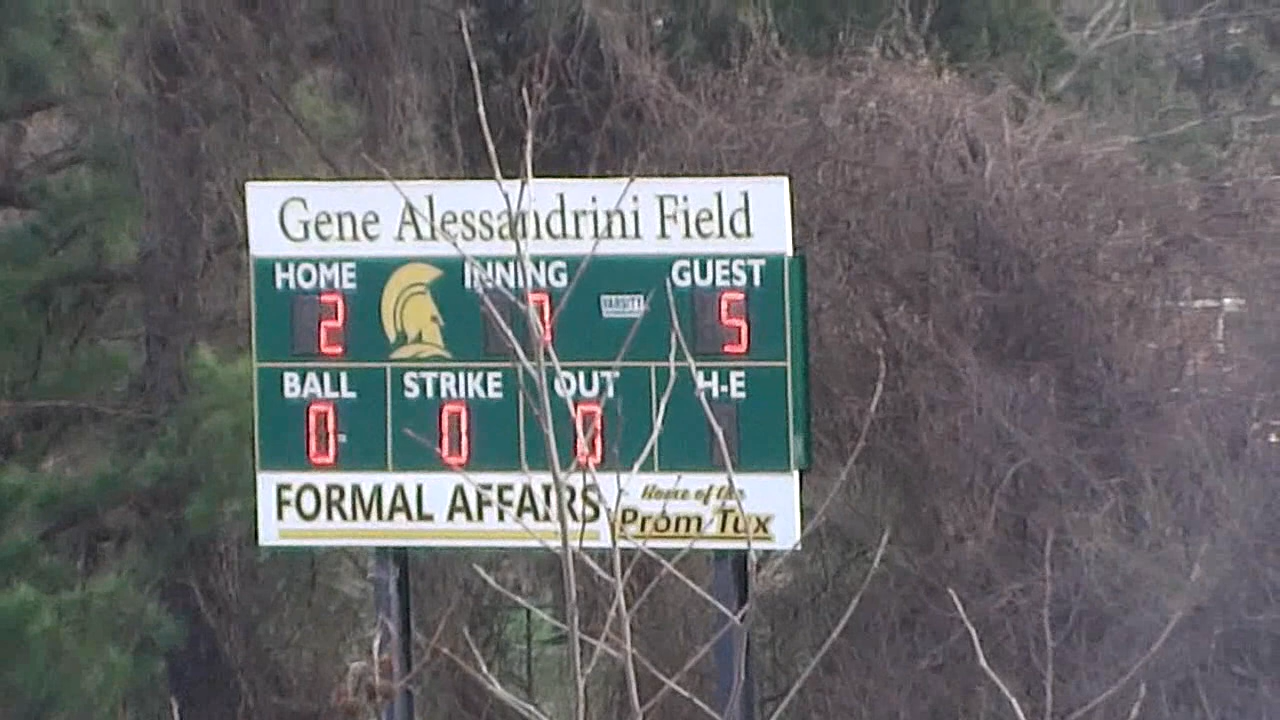 Gene Alessandrini Field
HOME INNING GUEST
2 7 VARSITY 5
BALL STRIKE OUT H-E
0 0 0
FORMAL AFFAIRS Home of the
Prom Tux